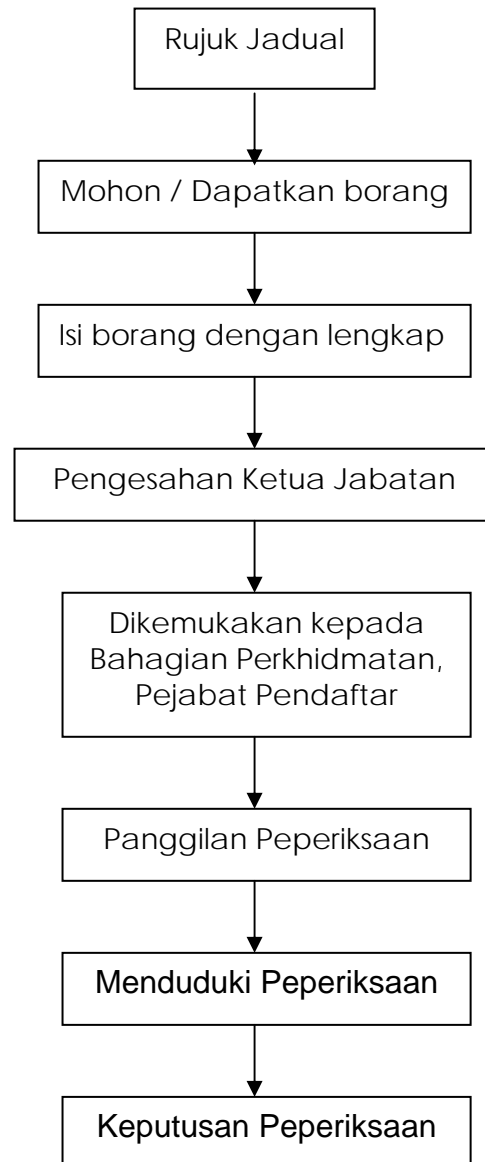 Rujuk Jadual
Mohon / Dapatkan borang
Isi borang dengan lengkap
Pengesahan Ketua Jabatan
Dikemukakan kepada
Bahagian Perkhidmatan,
Pejabat Pendaftar
Panggilan Peperiksaan
Menduduki Peperiksaan
Keputusan Peperiksaan